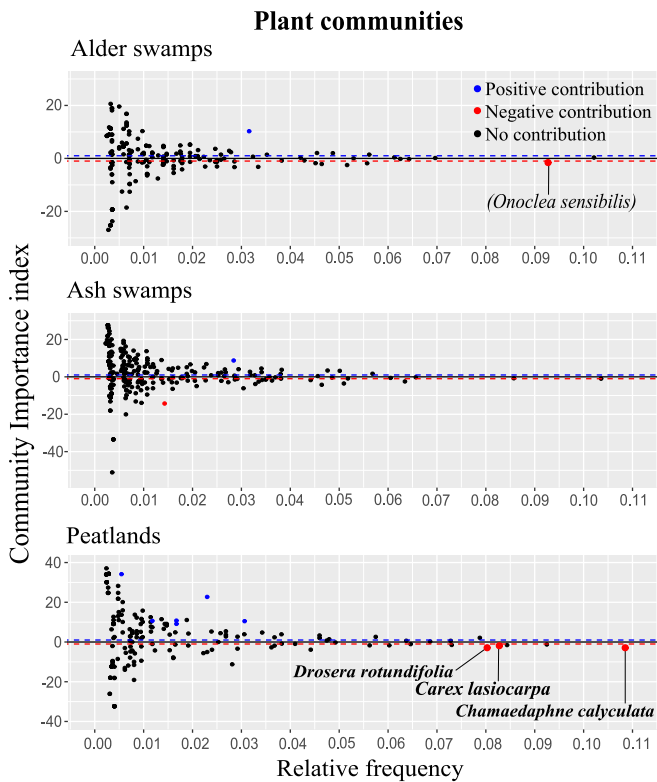 Plant communities
Alder swamps
Positive contribution
Negative contribution
No contribution
20
0
-20
(Onoclea sensibilis)
0.00 0.01 0.02 0.03 0.04 0.05 0.06 0.07 0.08 0.09 0.10 0.11
Ash swamps
20
0
-20
-40
0.00 0.01 0.02 0.03 0.04 0.05 0.06 0.07 0.08 0.09 0.10 0.11
Community Importance index
Peatlands
40
20
0
-20
-40
Drosera rotundifolia
Carex lasiocarpa
Chamaedaphne calyculata
0.00 0.01 0.02 0.03 0.04 0.05 0.06 0.07 0.08 0.09 0.10 0.11
Relative frequency